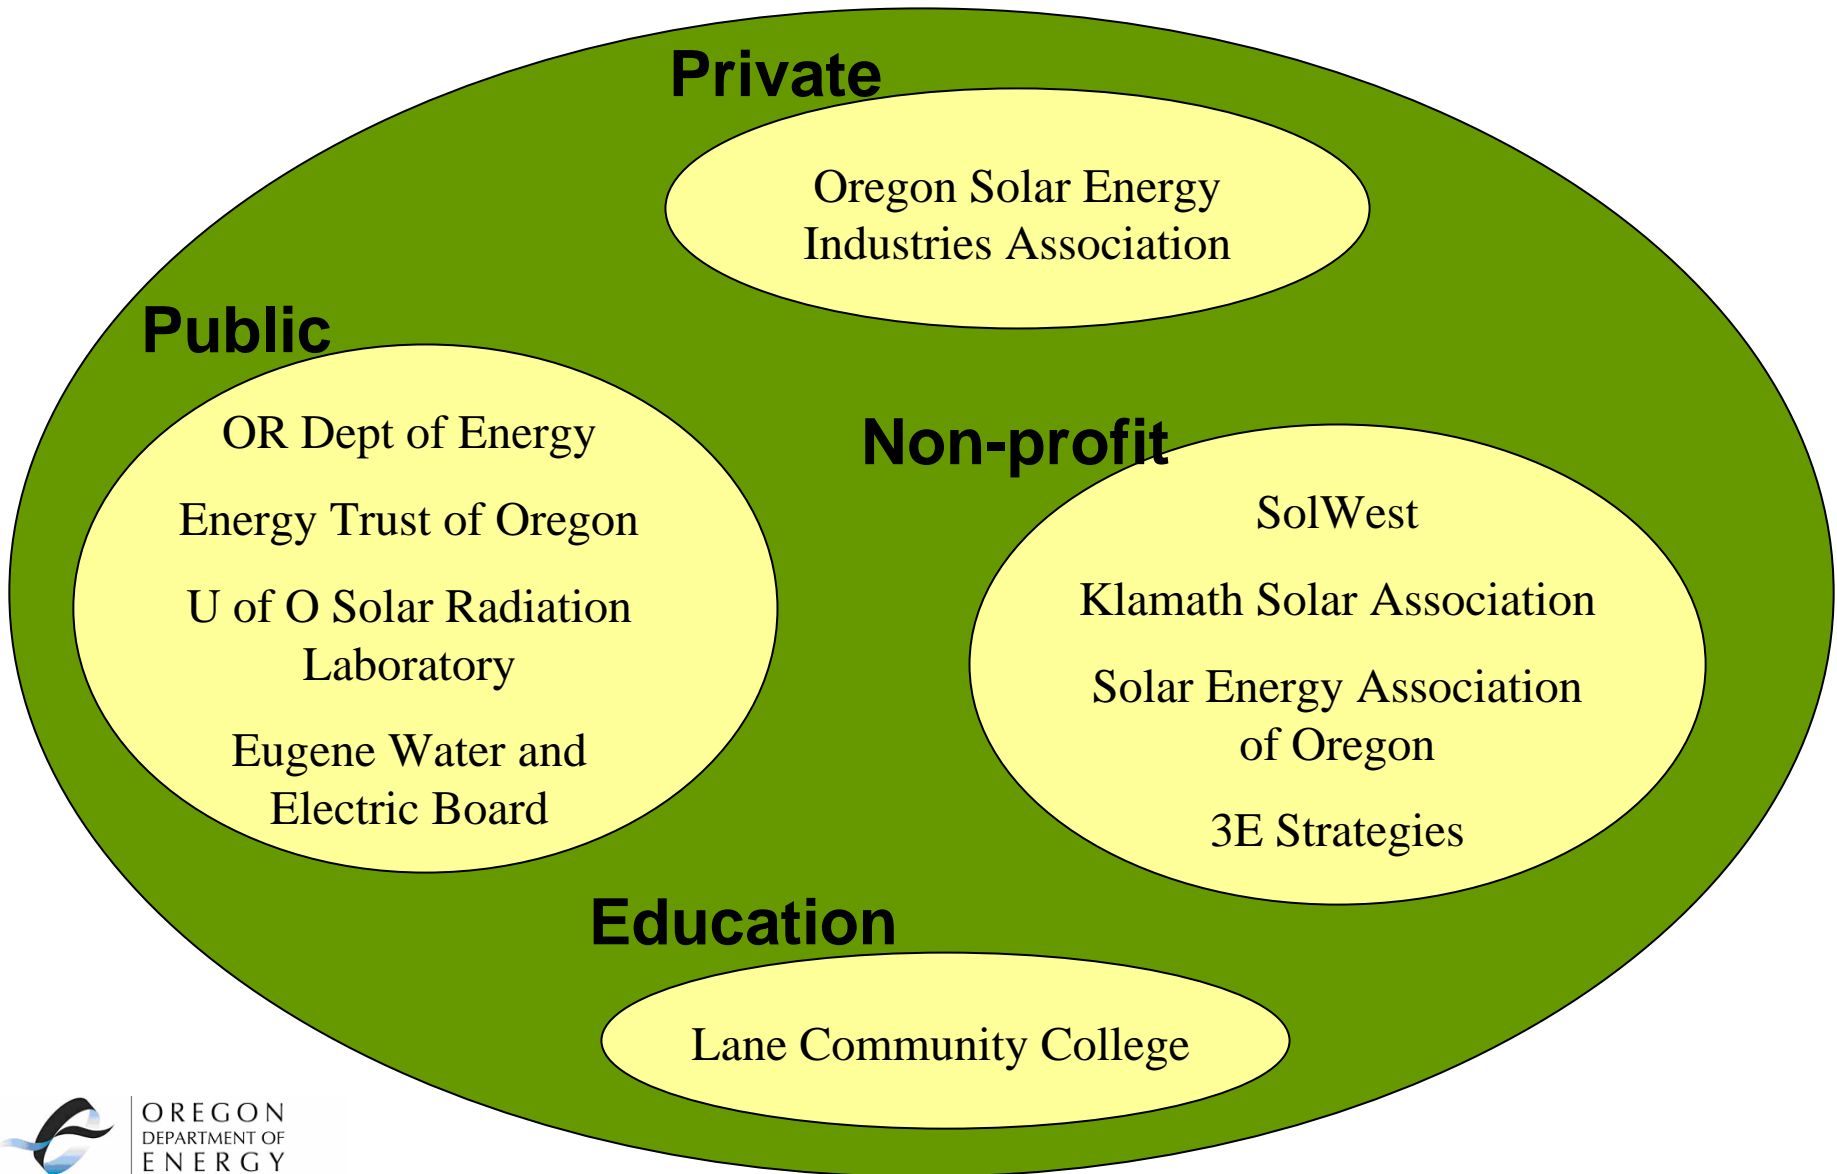 Private
Oregon Solar Energy
Industries Association
Public
OR Dept of Energy
Energy Trust of Oregon
U of O Solar Radiation
Laboratory
Eugene Water and
Electric Board
Non-profit
SolWest
Klamath Solar Association
Solar Energy Association
of Oregon
3E Strategies
Education
Lane Community College
OREGON
DEPARTMENT OF
ENERGY